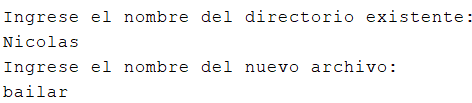 Ingrese el nombre del directorio existente:
Nicolas
Ingrese el nombre del nuevo archivo:
bailar